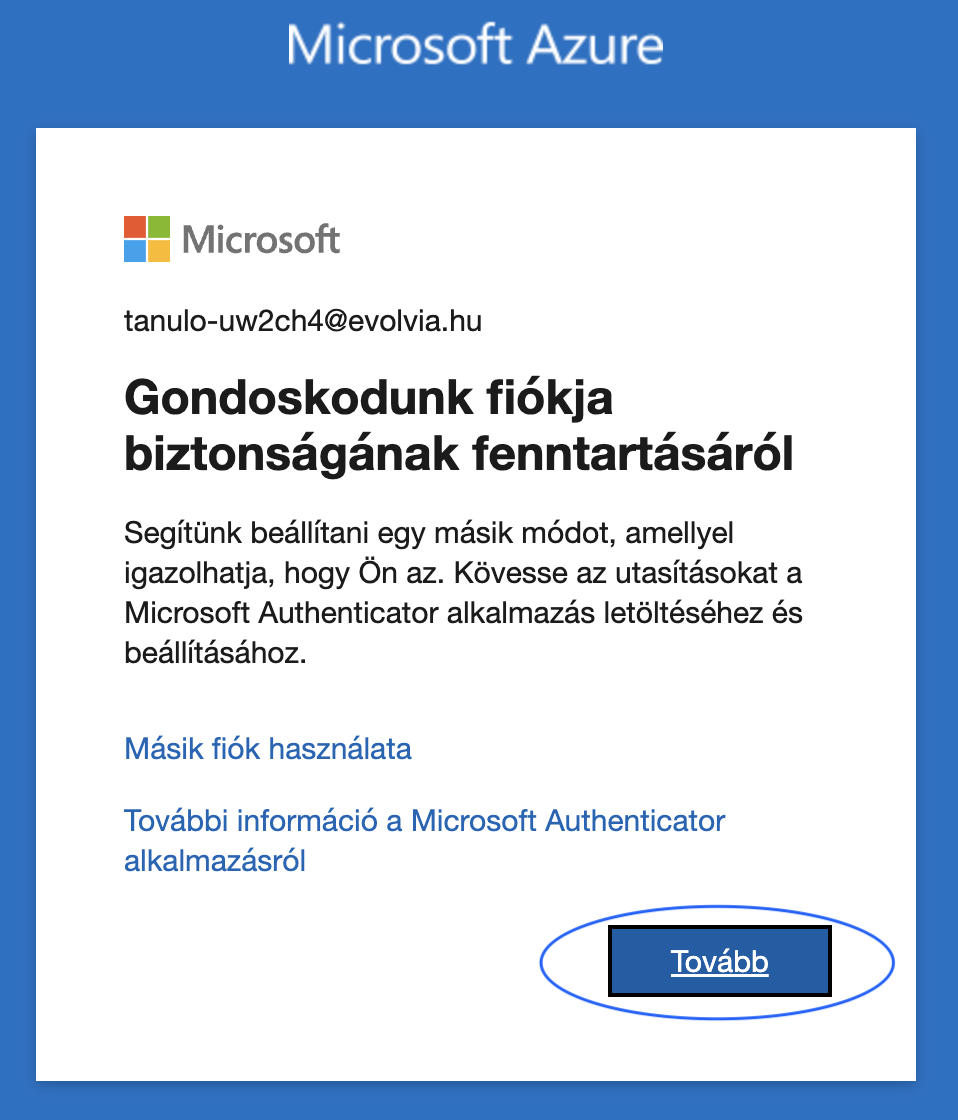 Microsoft Azure
Microsoft
tanulo-uw2ch4@evolvia.hu
Gondoskodunk fiókja
biztonságának fenntartásáról
Segítünk beállítani egy másik módot, amellyel
igazolhatja, hogy Ön az. Kövesse az utasításokat a
Microsoft Authenticator alkalmazás letöltéséhez és
beállításához.
Másik fiók használata
További információ a Microsoft Authenticator
alkalmazásról
Tovább